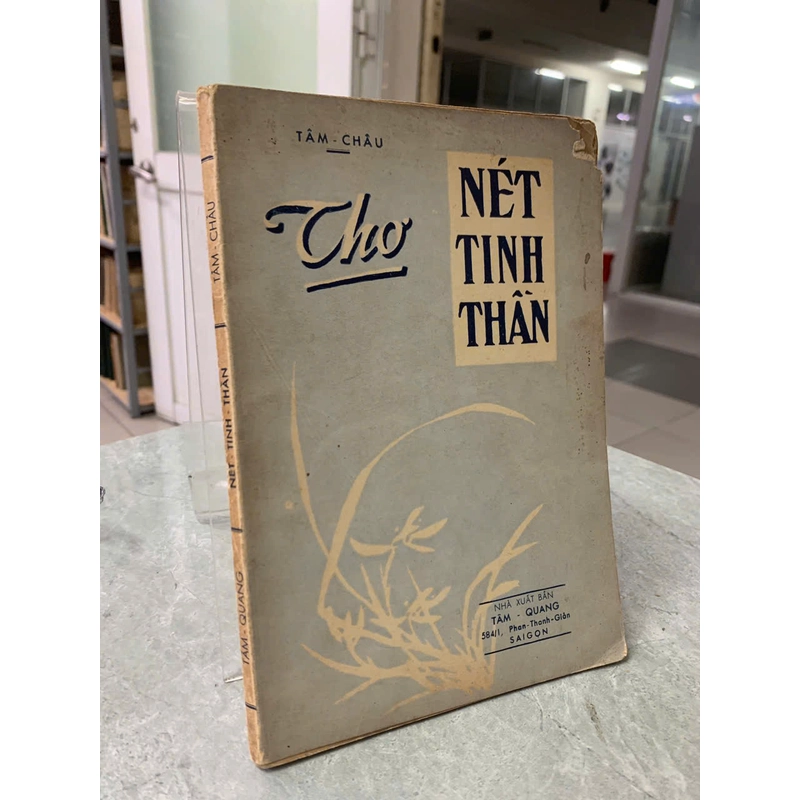 TÂM - CHÂU
Thơ
NÉT
TINH
THẦN
NHÀ XUẤT BẢN
TÂM - QUANG
584/1, Phan-Thanh-Giản
SAIGON
TÂM - CHÂU
NÉT - TINH - THẦN
TÂM - QUANG